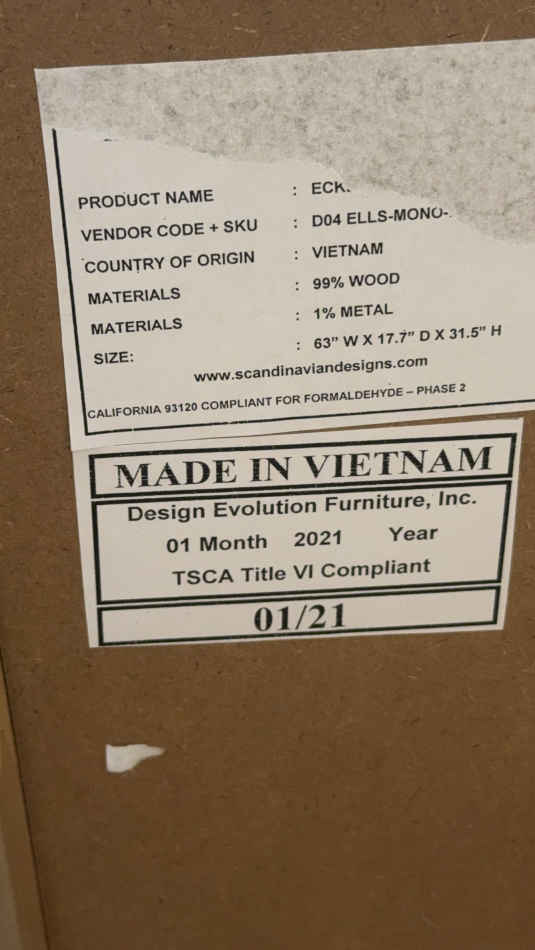 PRODUCT NAME : ECK
VENDOR CODE + SKU : D04 ELLS-MONO-
COUNTRY OF ORIGIN : VIETNAM
MATERIALS : 99% WOOD
MATERIALS : 1% METAL
SIZE: : 63" W X 17.7" D X 31.5" H
www.scandinaviandesigns.com
CALIFORNIA 93120 COMPLIANT FOR FORMALDEHYDE – PHASE 2
MADE IN VIETNAM
Design Evolution Furniture, Inc.
01 Month 2021 Year
TSCA Title VI Compliant
01/21